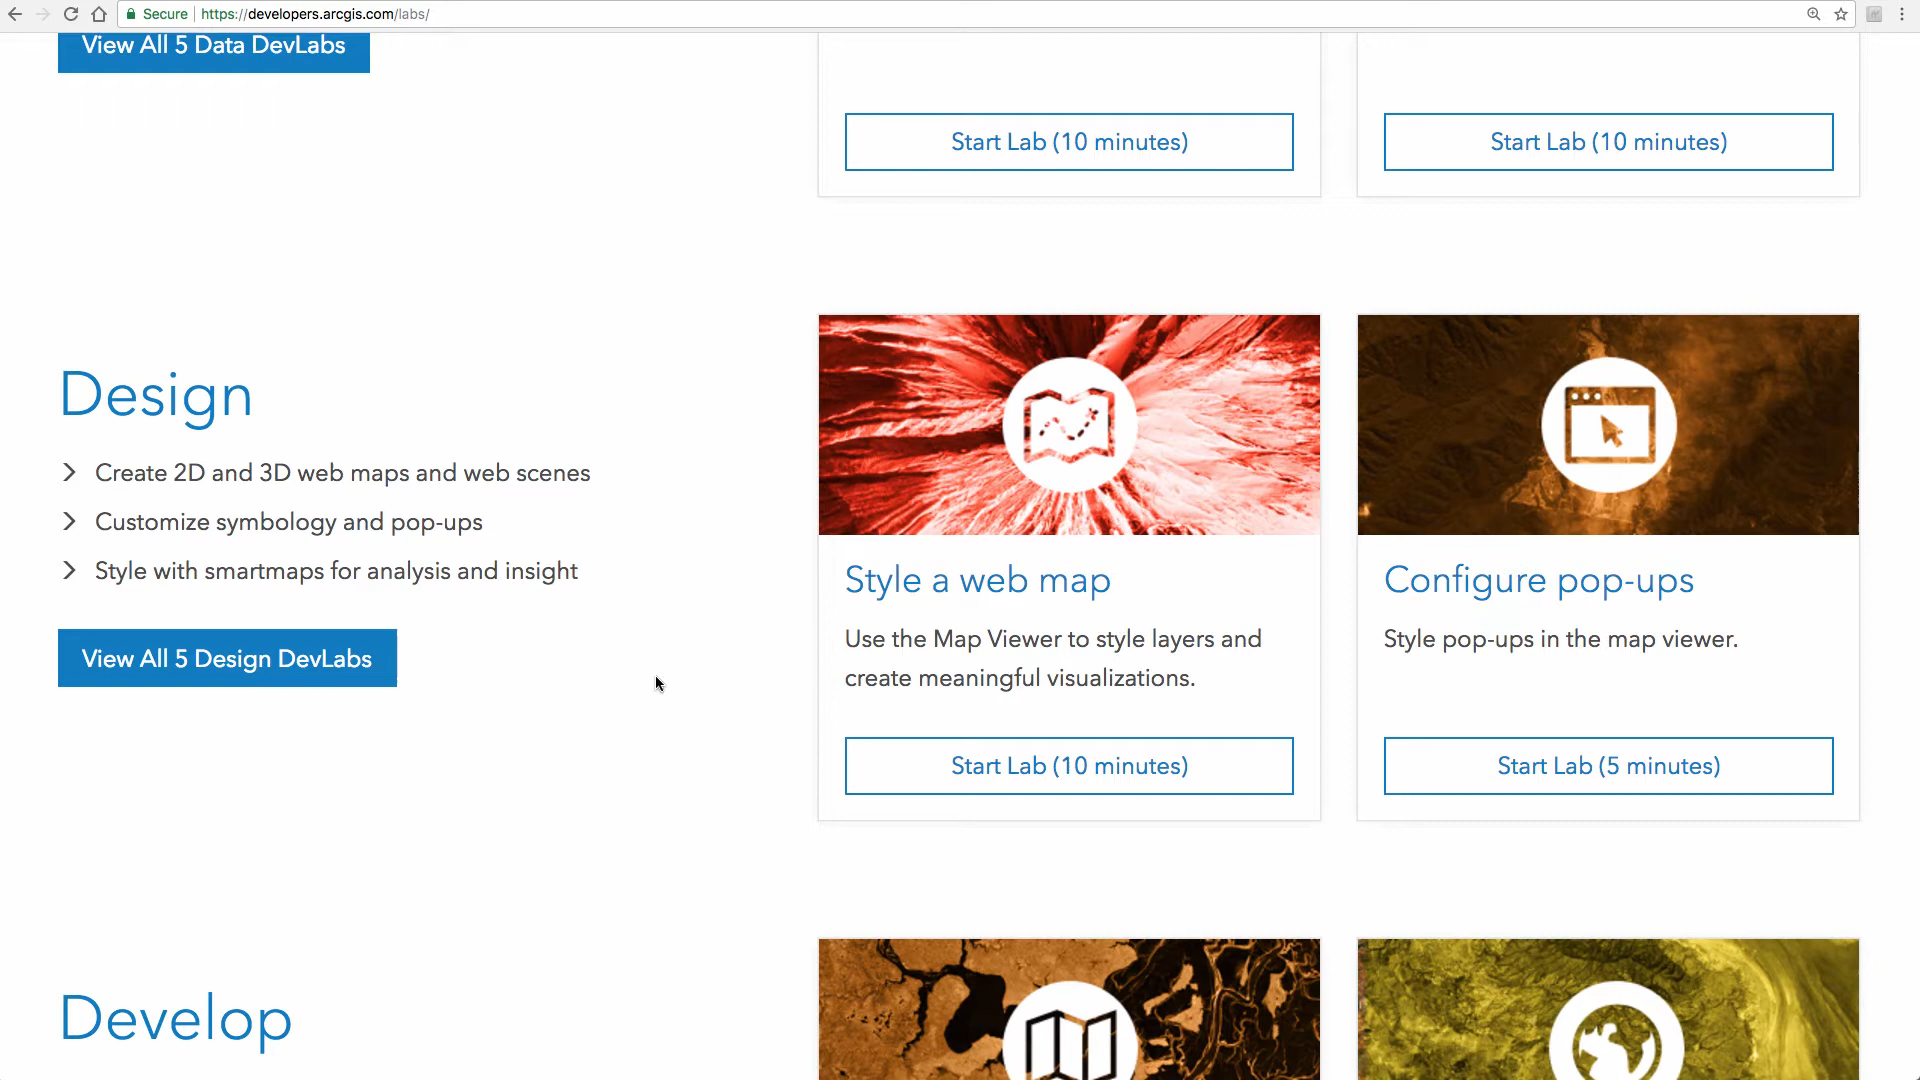 Secure
https://developers.arcgis.com/labs/
View All 5 Data DevLabs
Start Lab (10 minutes)
Start Lab (10 minutes)
Design
Create 2D and 3D web maps and web scenes
Customize symbology and pop-ups
Style with smartmaps for analysis and insight
View All 5 Design DevLabs
Style a web map
Use the Map Viewer to style layers and
create meaningful visualizations.
Start Lab (10 minutes)
Configure pop-ups
Style pop-ups in the map viewer.
Start Lab (5 minutes)
Develop